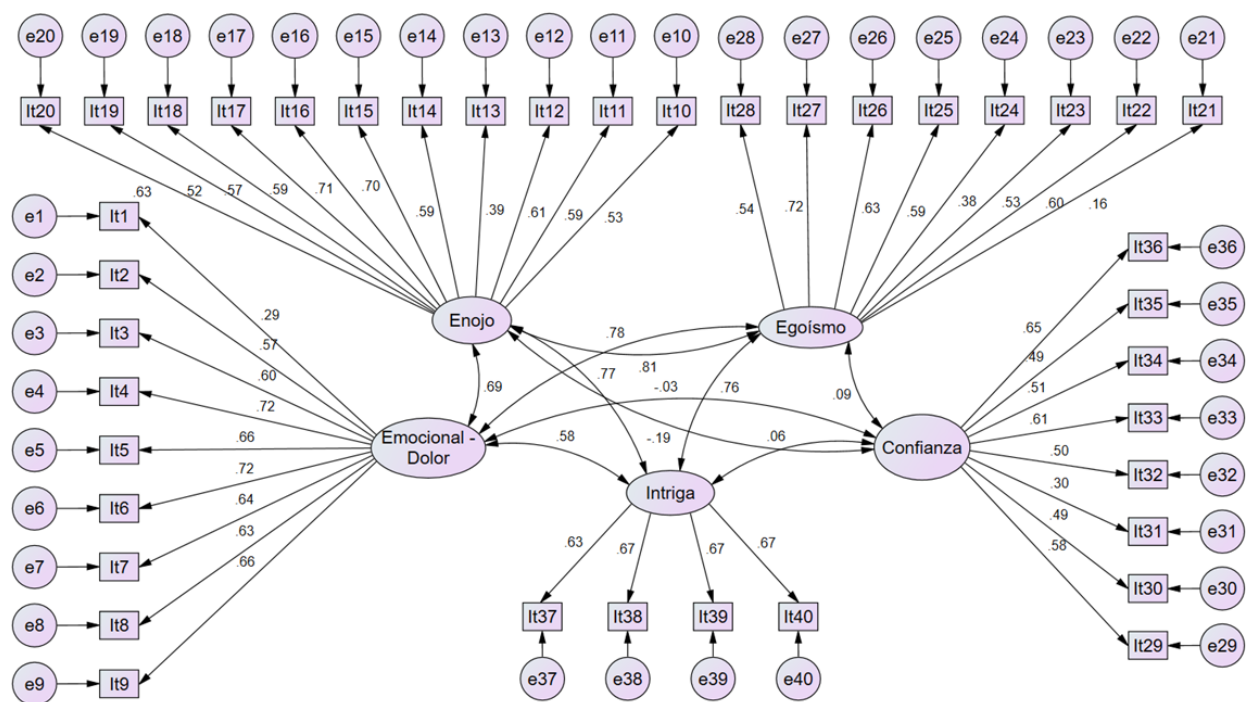 e20 e19 e18 e17 e16 e15 e14 e13 e12 e11 e10 e28 e27 e26 e25 e24 e23 e22 e21
It20 It19 It18 It17 It16 It15 It14 It13 It12 It11 It10 It28 It27 It26 It25 It24 It23 It22 It21
.63 .52 .57 .59 .71 .70 .59 .39 .61 .59 .53 .54 .72 .63 .59 .38 .53 .60 .16
e1 It1
e2 It2
e3 It3
e4 It4
e5 It5
e6 It6
e7 It7
e8 It8
e9 It9
.29
.57
.60
.72
.66
.72
.64
.63
.66
Enojo
Egoísmo
Emocional -
Dolor
Intriga
Confianza
.78
.81
.77
.69
-.03
.76
.09
.58
-.19
.06
It36 e36
It35 e35
It34 e34
It33 e33
It32 e32
It31 e31
It30 e30
It29 e29
.65
.49
.51
.61
.50
.30
.49
.58
.63 .67 .67 .67
It37 It38 It39 It40
e37 e38 e39 e40